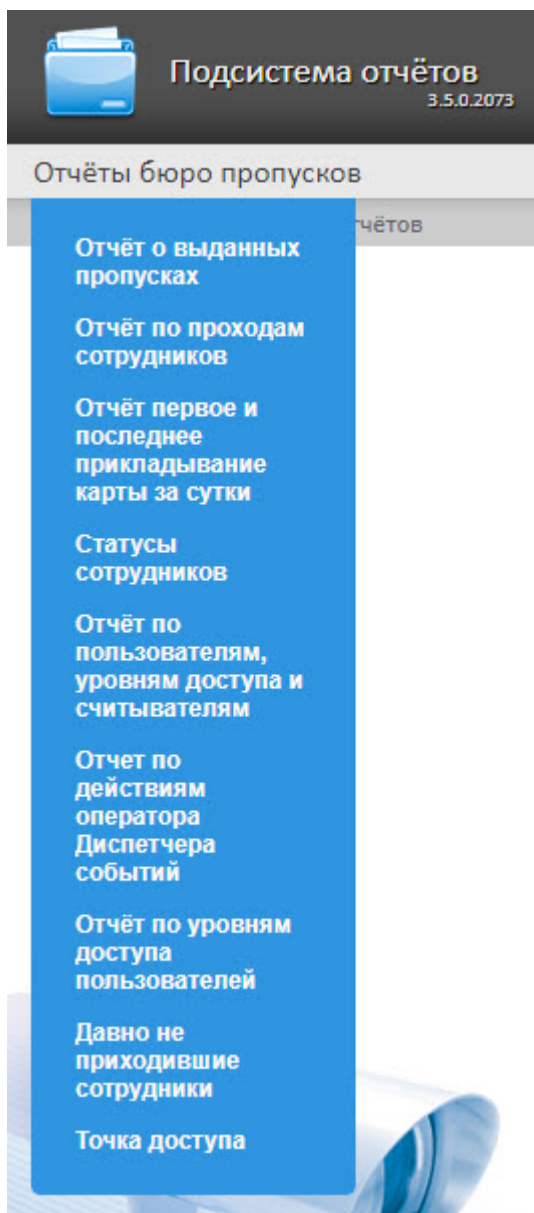 Подсистема отчётов
3.5.0.2073
Отчёты бюро пропусков
чётов
Отчёт о выданных
пропусках
Отчёт по проходам
сотрудников
Отчёт первое и
последнее
прикладывание
карты за сутки
Статусы
сотрудников
Отчёт по
пользователям,
уровням доступа и
считывателям
Отчет по
действиям
оператора
Диспетчера
событий
Отчёт по уровням
доступа
пользователей
Давно не
приходившие
сотрудники
Точка доступа